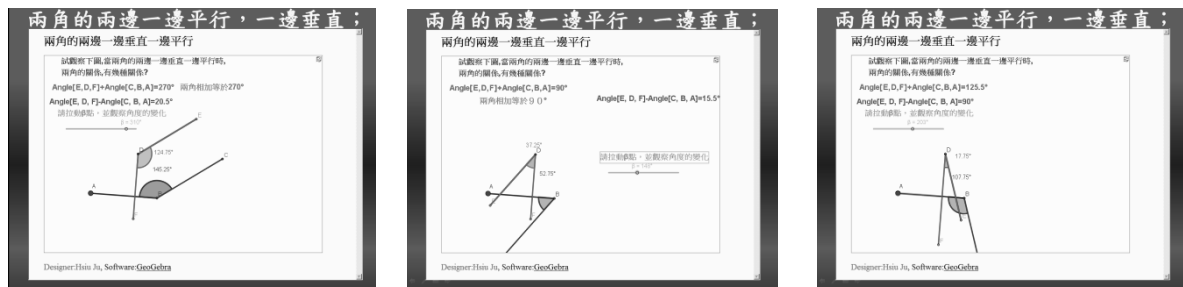 兩角的兩邊一邊平行，一邊垂直；
兩角的兩邊一邊垂直一邊平行
試觀察下圖,當兩角的兩邊一邊垂直一邊平行時,
兩角的關係,有幾種關係?
Angle[E,D,F]+Angle[C,B,A]=270° 兩角相加等於270°
Angle[E, D, F]-Angle[C, B, A]=20.5°
請拉動β點，並觀察角度的變化
E
D
124.75°
C
145.25°
A
B
F
Designer:Hsiu Ju, Software:GeoGebra
兩角的兩邊一邊平行，一邊垂直；
兩角的兩邊一邊垂直一邊平行
試觀察下圖,當兩角的兩邊一邊垂直一邊平行時,
兩角的關係,有幾種關係?
Angle[E,D,F]+Angle[C,B,A]=90°
兩角相加等於９０°
Angle[E, D, F]-Angle[C, B, A]=15.5°
37.25°
D
請拉動β點，並觀察角度的變化
52.75°
A
B
Designer:Hsiu Ju, Software:GeoGebra
兩角的兩邊一邊平行，一邊垂直；
兩角的兩邊一邊垂直一邊平行
試觀察下圖,當兩角的兩邊一邊垂直一邊平行時,
兩角的關係,有幾種關係?
Angle[E,D,F]+Angle[C,B,A]=125.5°
Angle[E, D, F]-Angle[C, B, A]=90°
請拉動β點，並觀察角度的變化
D
17.75°
107.75°
A
B
Designer:Hsiu Ju, Software:GeoGebra